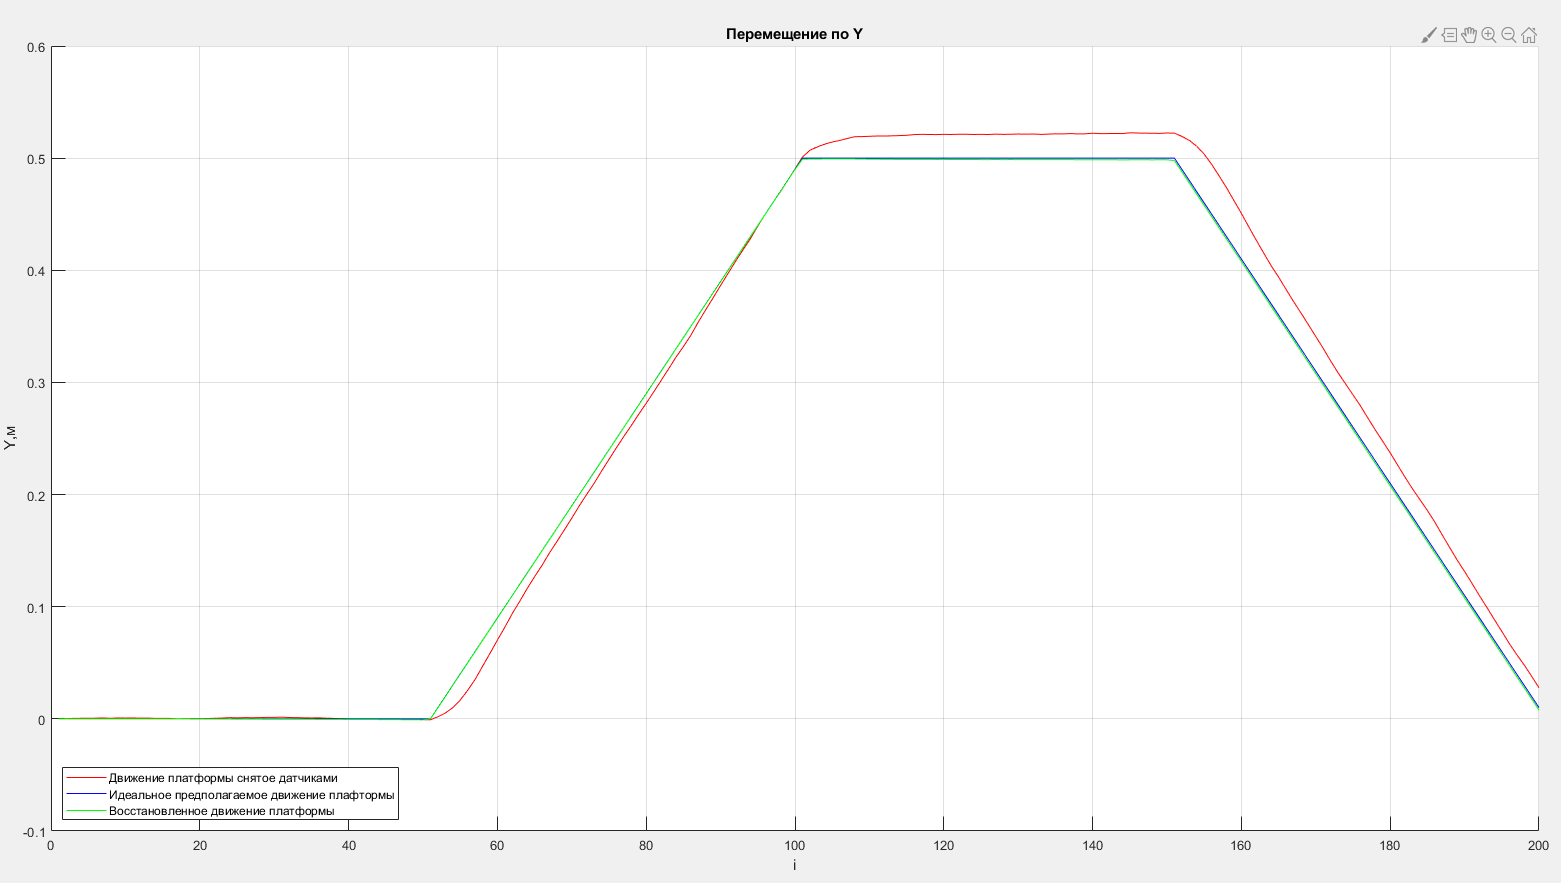 Перемещение по Y
0.6
0.5
0.4
0.3
0.2
0.1
0
-0.1
Y,м
Движение платформы снятое датчиками
Идеальное предполагаемое движение плафтормы
Восстановленное движение платформы
0 20 40 60 80 100 120 140 160 180 200
i